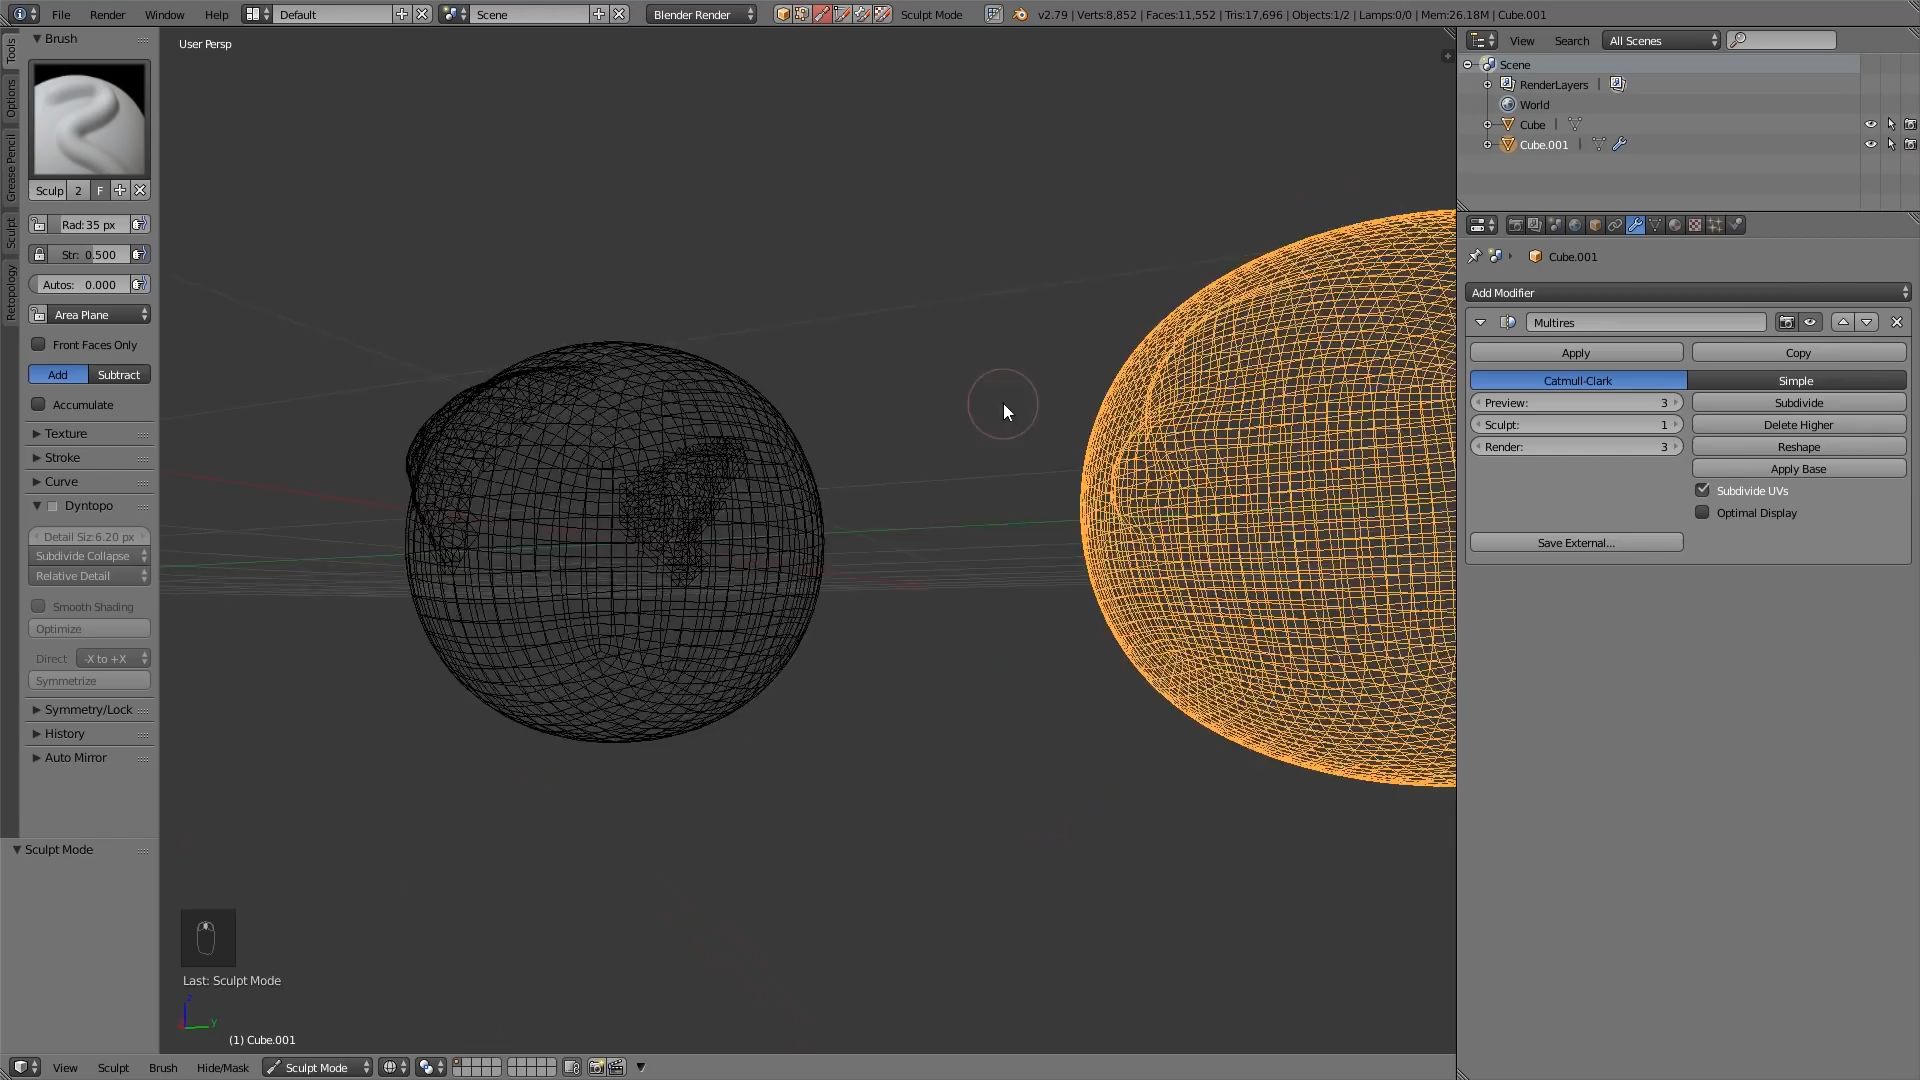 File Render Window Help Default Scene Blender Render Sculpt Mode v2.79 | Verts:8,852 | Faces:11,552 | Tris:17,696 | Objects:1/2 | Lamps:0/0 | Mem:26.18M | Cube.001
Tools
Options
Grease Pencil
Sculpt
Retopology
Brush
Sculp 2 F
Rad: 35 px
Str: 0.500
Autos: 0.000
Area Plane
Front Faces Only
Add Subtract
Accumulate
Texture
Stroke
Curve
Dyntopo
Detail Siz:6.20 px
Subdivide Collapse
Relative Detail
Smooth Shading
Optimize
Direct -X to +X
Symmetrize
Symmetry/Lock
History
Auto Mirror
Sculpt Mode
User Persp
Last: Sculpt Mode
z
y
(1) Cube.001
View Sculpt Brush Hide/Mask Sculpt Mode
View Search All Scenes
Scene
RenderLayers |
World
Cube |
Cube.001 |
Cube.001
Add Modifier
Multires
Apply Copy
Catmull-Clark Simple
Preview: 3 Subdivide
Sculpt: 1 Delete Higher
Render: 3 Reshape
Apply Base
Subdivide UVs
Optimal Display
Save External...